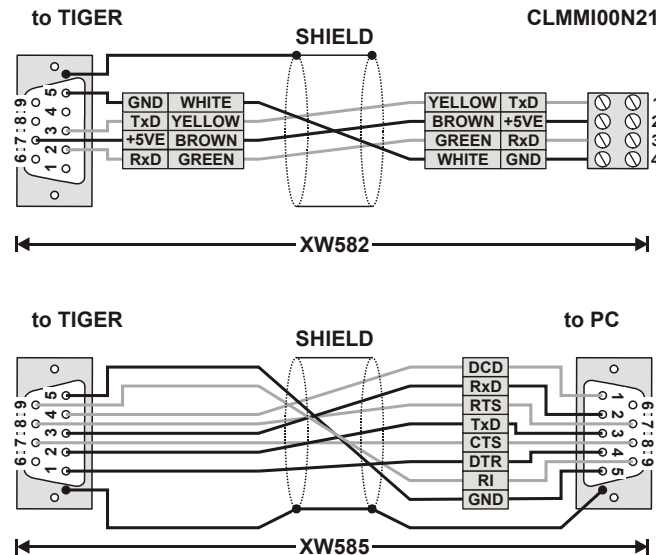 to TIGER
CLMMI00N21
SHIELD
5 9
4 8
3 7
2 6
1
GND WHITE
TxD YELLOW
+5VE BROWN
RxD GREEN
YELLOW TxD
BROWN +5VE
GREEN RxD
WHITE GND
1
2
3
4
XW582
to TIGER
to PC
SHIELD
5 9
4 8
3 7
2 6
1
DCD
RxD
RTS
TxD
CTS
DTR
RI
GND
1 6
2 7
3 8
4 9
5
XW585